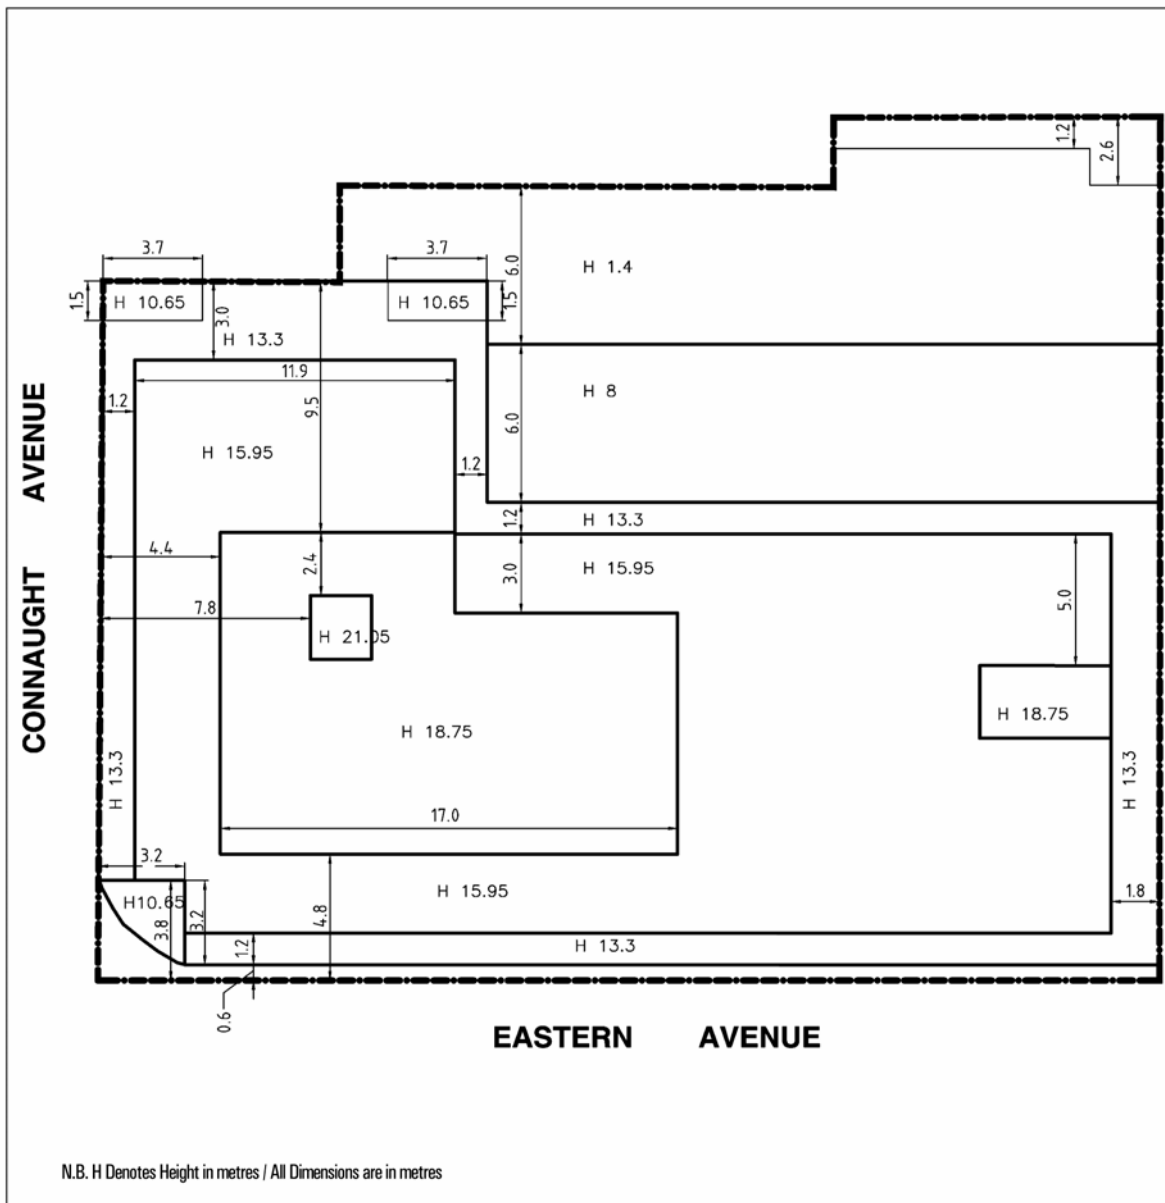 1.2
2.6
3.7
3.7
6.0
H 1.4
1.5
H 10.65
H 10.65
1.5
3.0
H 13.3
11.9
H 8
1.2
9.5
6.0
H 15.95
1.2
1.2
H 13.3
4.4
2.4
3.0
H 15.95
5.0
7.8
H 21.05
H 18.75
H 18.75
CONNAUGHT AVENUE
H 13.3
H 13.3
17.0
3.2
H 15.95
1.8
H10.65
3.8
3.2
4.8
1.2
H 13.3
0.6
EASTERN AVENUE
N.B. H Denotes Height in metres / All Dimensions are in metres